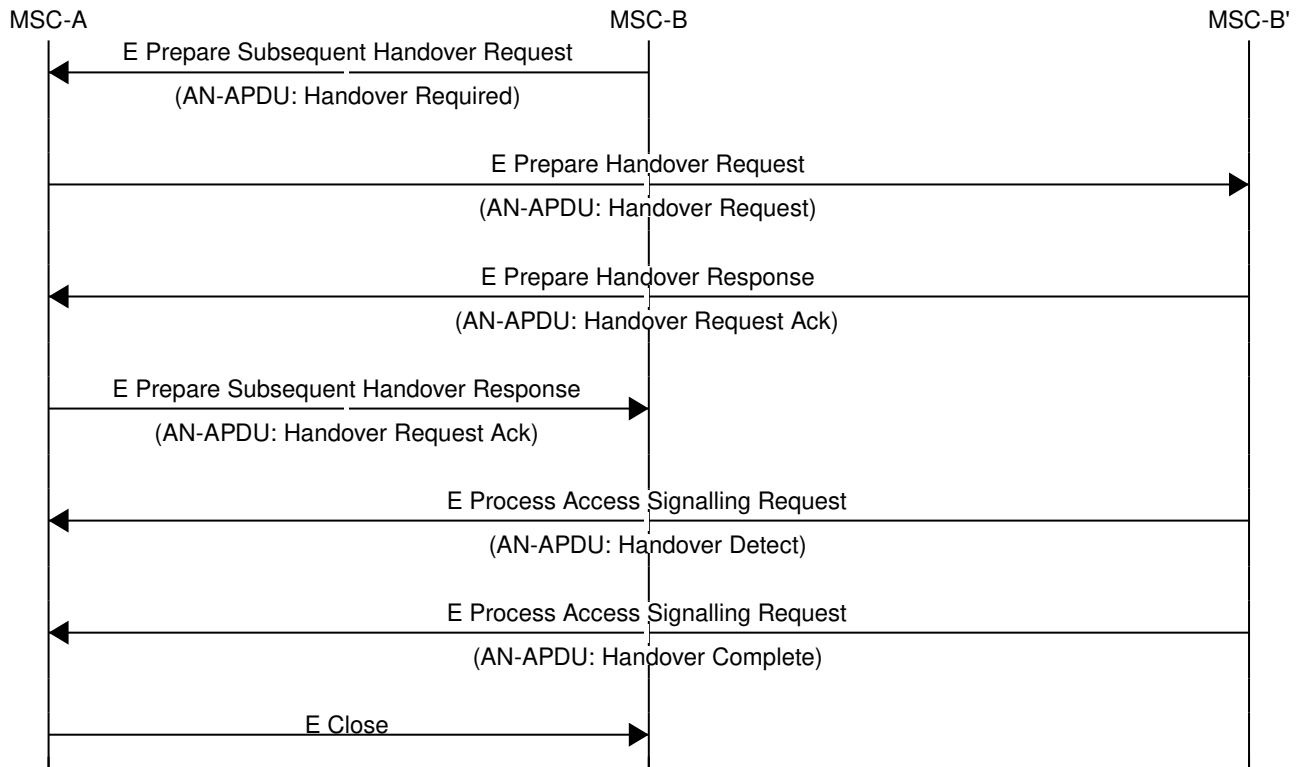 MSC-A MSC-B MSC-B'
E Prepare Subsequent Handover Request
(AN-APDU: Handover Required)
E Prepare Handover Request
(AN-APDU: Handover Request)
E Prepare Handover Response
(AN-APDU: Handover Request Ack)
E Prepare Subsequent Handover Response
(AN-APDU: Handover Request Ack)
E Process Access Signalling Request
(AN-APDU: Handover Detect)
E Process Access Signalling Request
(AN-APDU: Handover Complete)
E Close